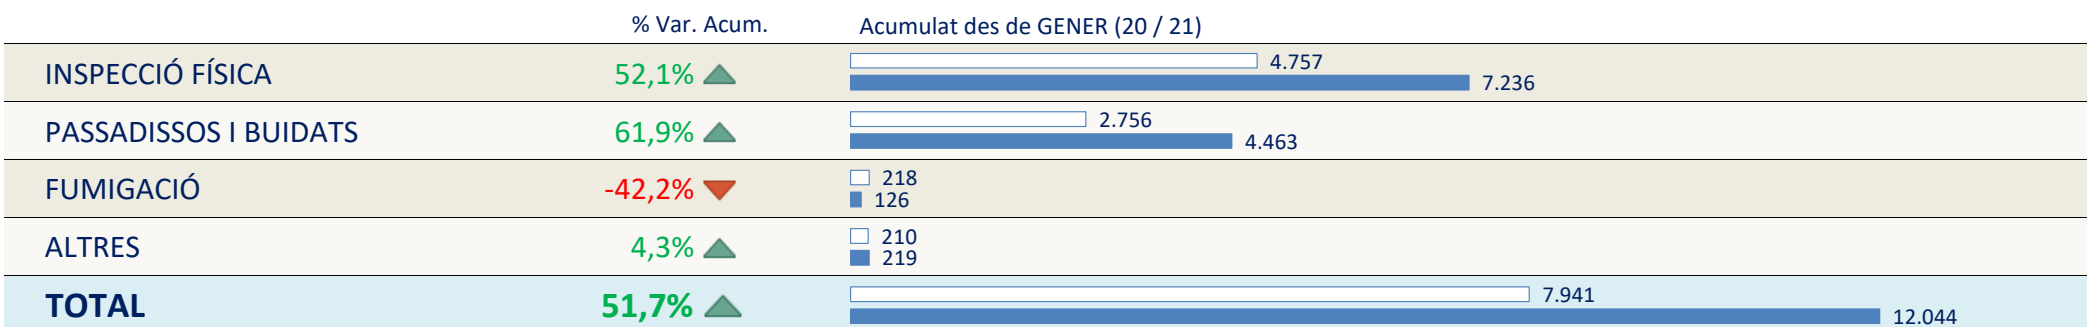 % Var. Acum. Acumulat des de GENER (20 / 21)
INSPECCIÓ FÍSICA 52,1% 4.757
7.236
PASSADISSOS I BUIDATS 61,9% 2.756
4.463
FUMIGACIÓ -42,2% 218
126
ALTRES 4,3% 210
219
TOTAL 51,7% 7.941
12.044